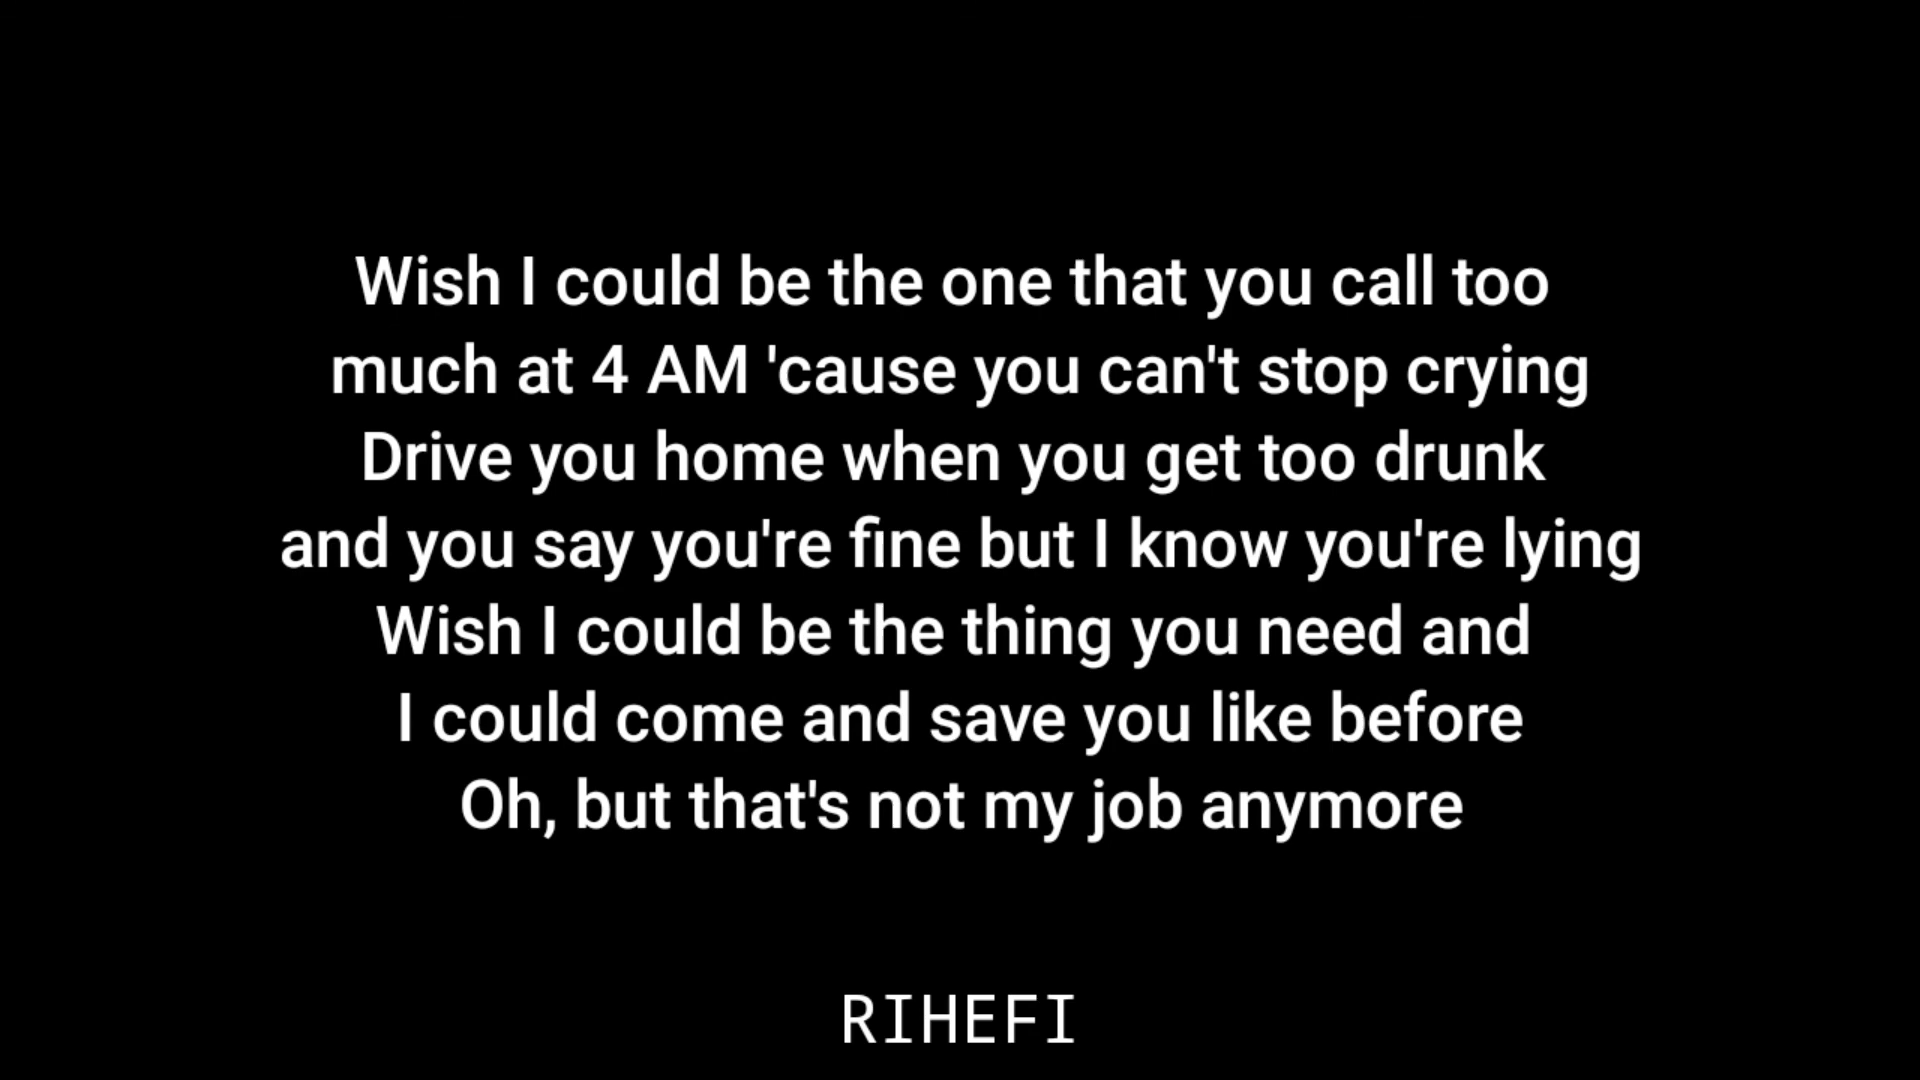 Wish I could be the one that you call too
much at 4 AM 'cause you can't stop crying
Drive you home when you get too drunk
and you say you're fine but I know you're lying
Wish I could be the thing you need and
I could come and save you like before
Oh, but that's not my job anymore
RIHEFI